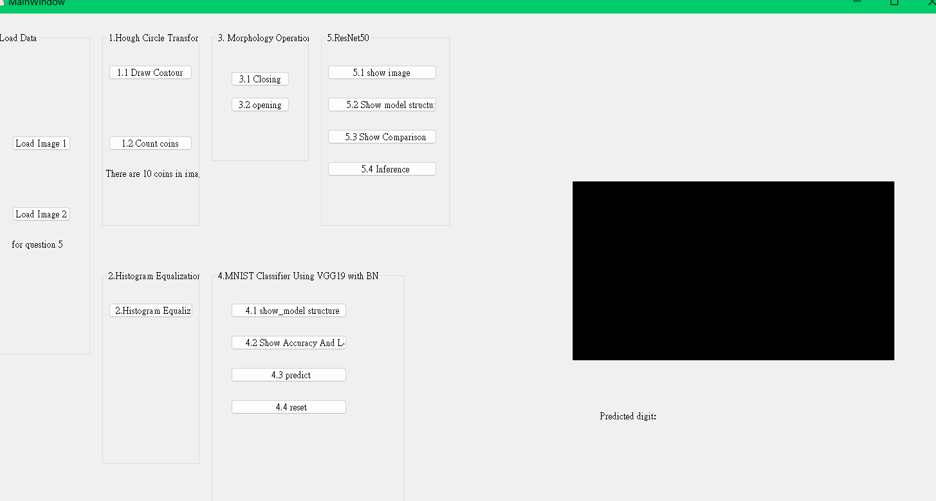 MainWindow
Load Data
Load Image 1
Load Image 2
for question 5
1.Hough Circle Transfor
1.1 Draw Contour
1.2 Count coins
There are 10 coins in ima
2.Histogram Equalization
2.Histogram Equaliz
3. Morphology Operation
3.1 Closing
3.2 opening
4.MNIST Classifier Using VGG19 with BN
4.1 show_model structure
4.2 Show Accuracy And L
4.3 predict
4.4 reset
5.ResNet50
5.1 show image
5.2 Show model structu
5.3 Show Comparison
5.4 Inference
Predicted digit: